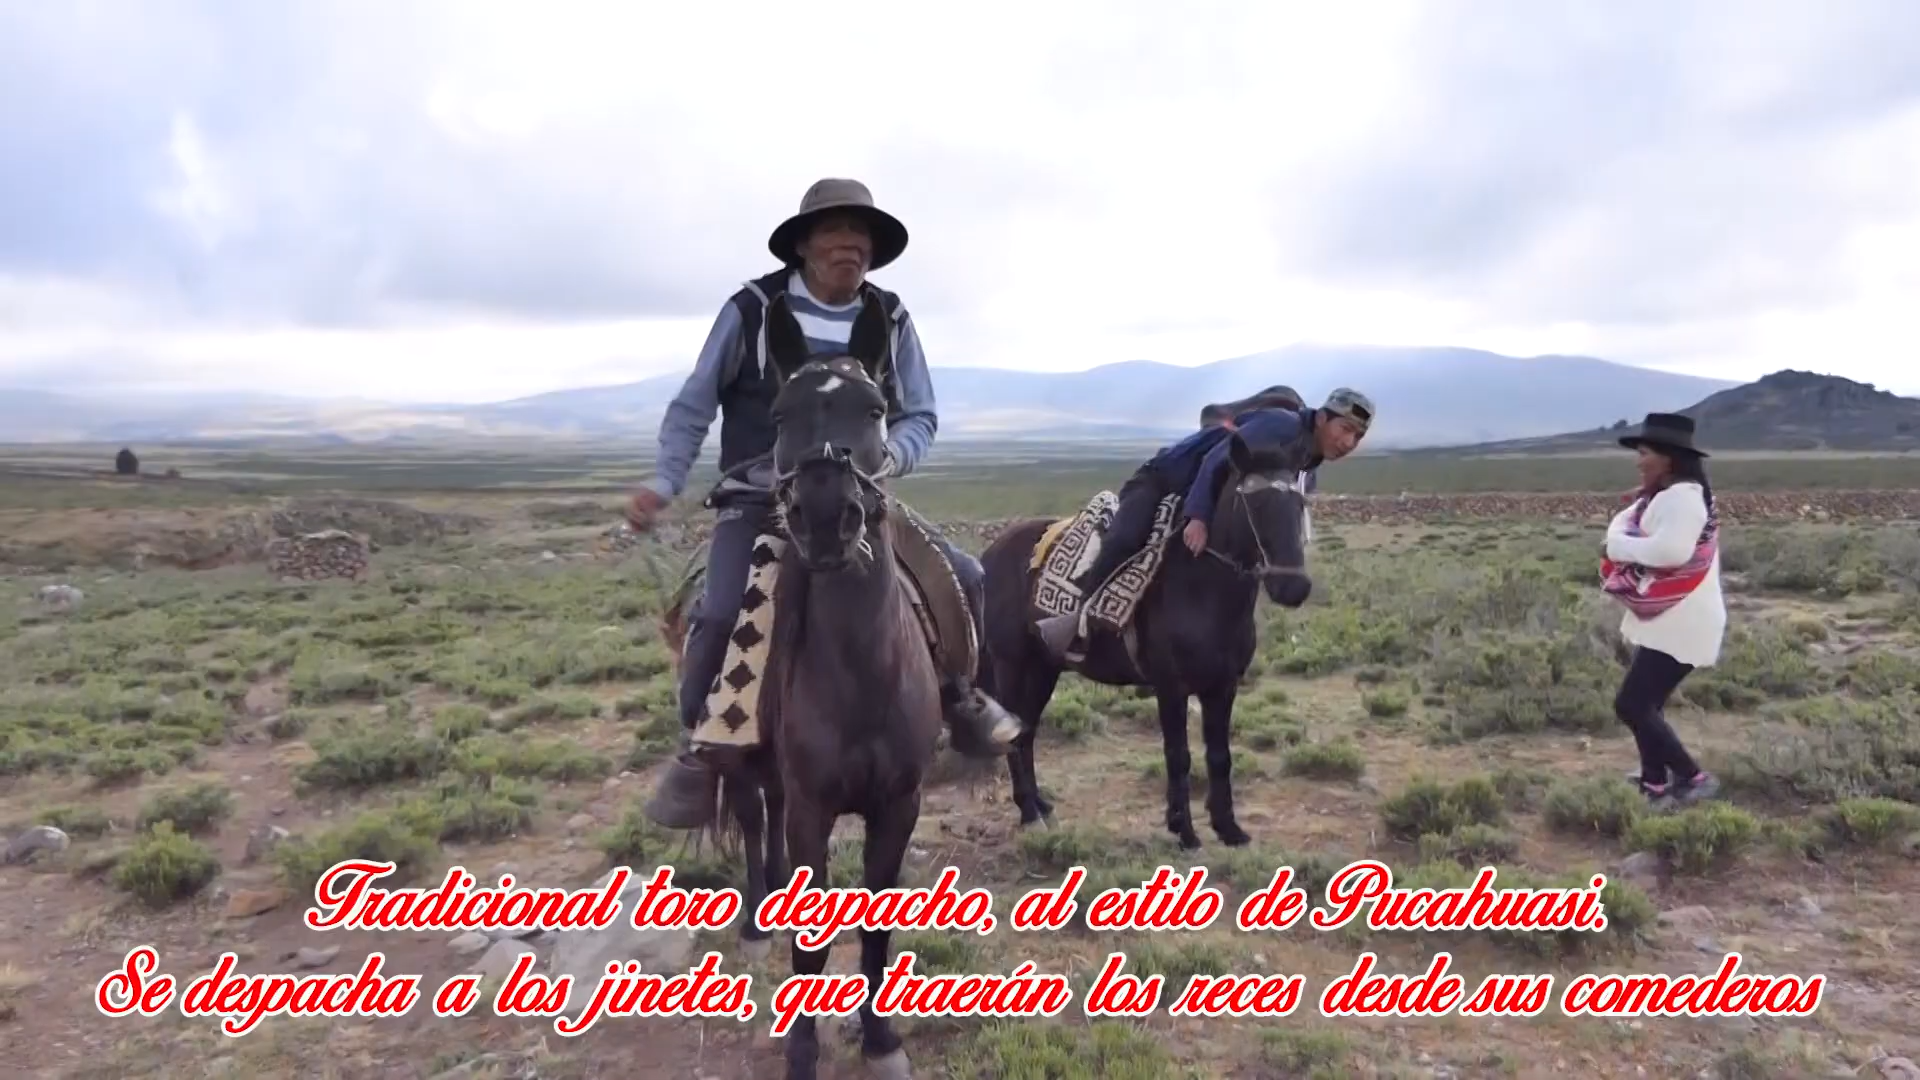 Tradicional toro despacho, al estilo de Pucahuasi.
Se despacha a los jinetes, que traerán los reces desde sus comederos